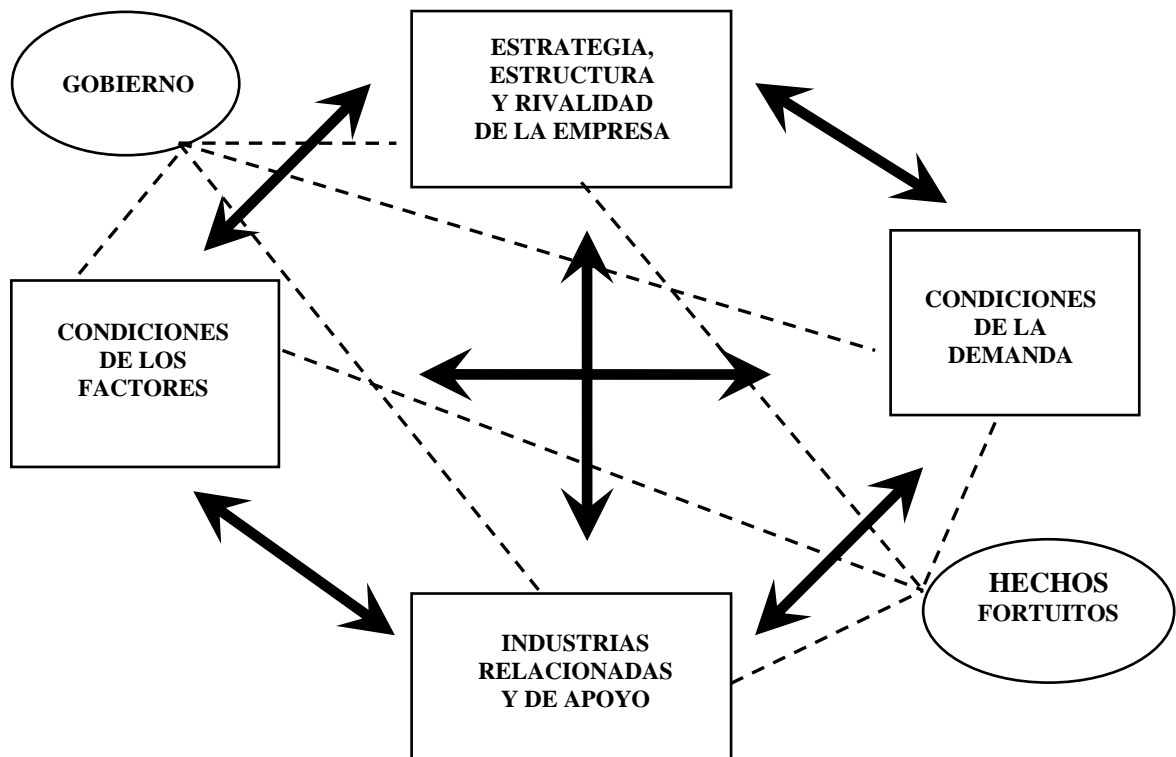 GOBIERNO
ESTRATEGIA,
ESTRUCTURA
Y RIVALIDAD
DE LA EMPRESA
CONDICIONES
DE LOS
FACTORES
CONDICIONES
DE LA
DEMANDA
INDUSTRIAS
RELACIONADAS
Y DE APOYO
HECHOS
FORTUITOS